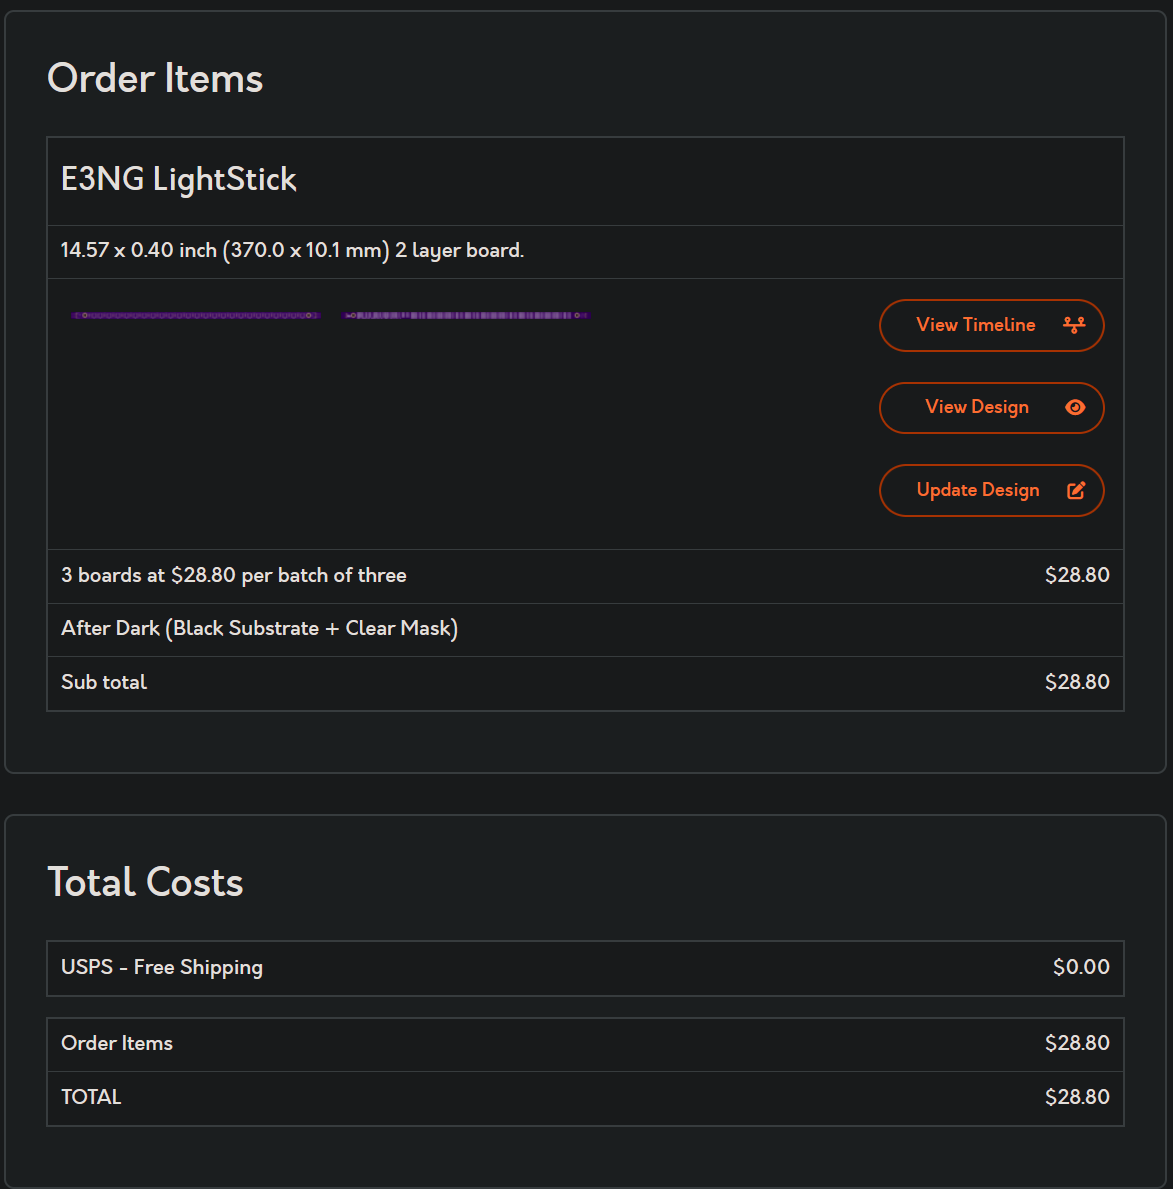 Order Items
E3NG LightStick
14.57 x 0.40 inch (370.0 x 10.1 mm) 2 layer board.
View Timeline
View Design
Update Design
3 boards at $28.80 per batch of three $28.80
After Dark (Black Substrate + Clear Mask)
Sub total $28.80
Total Costs
USPS - Free Shipping $0.00
Order Items $28.80
TOTAL $28.80